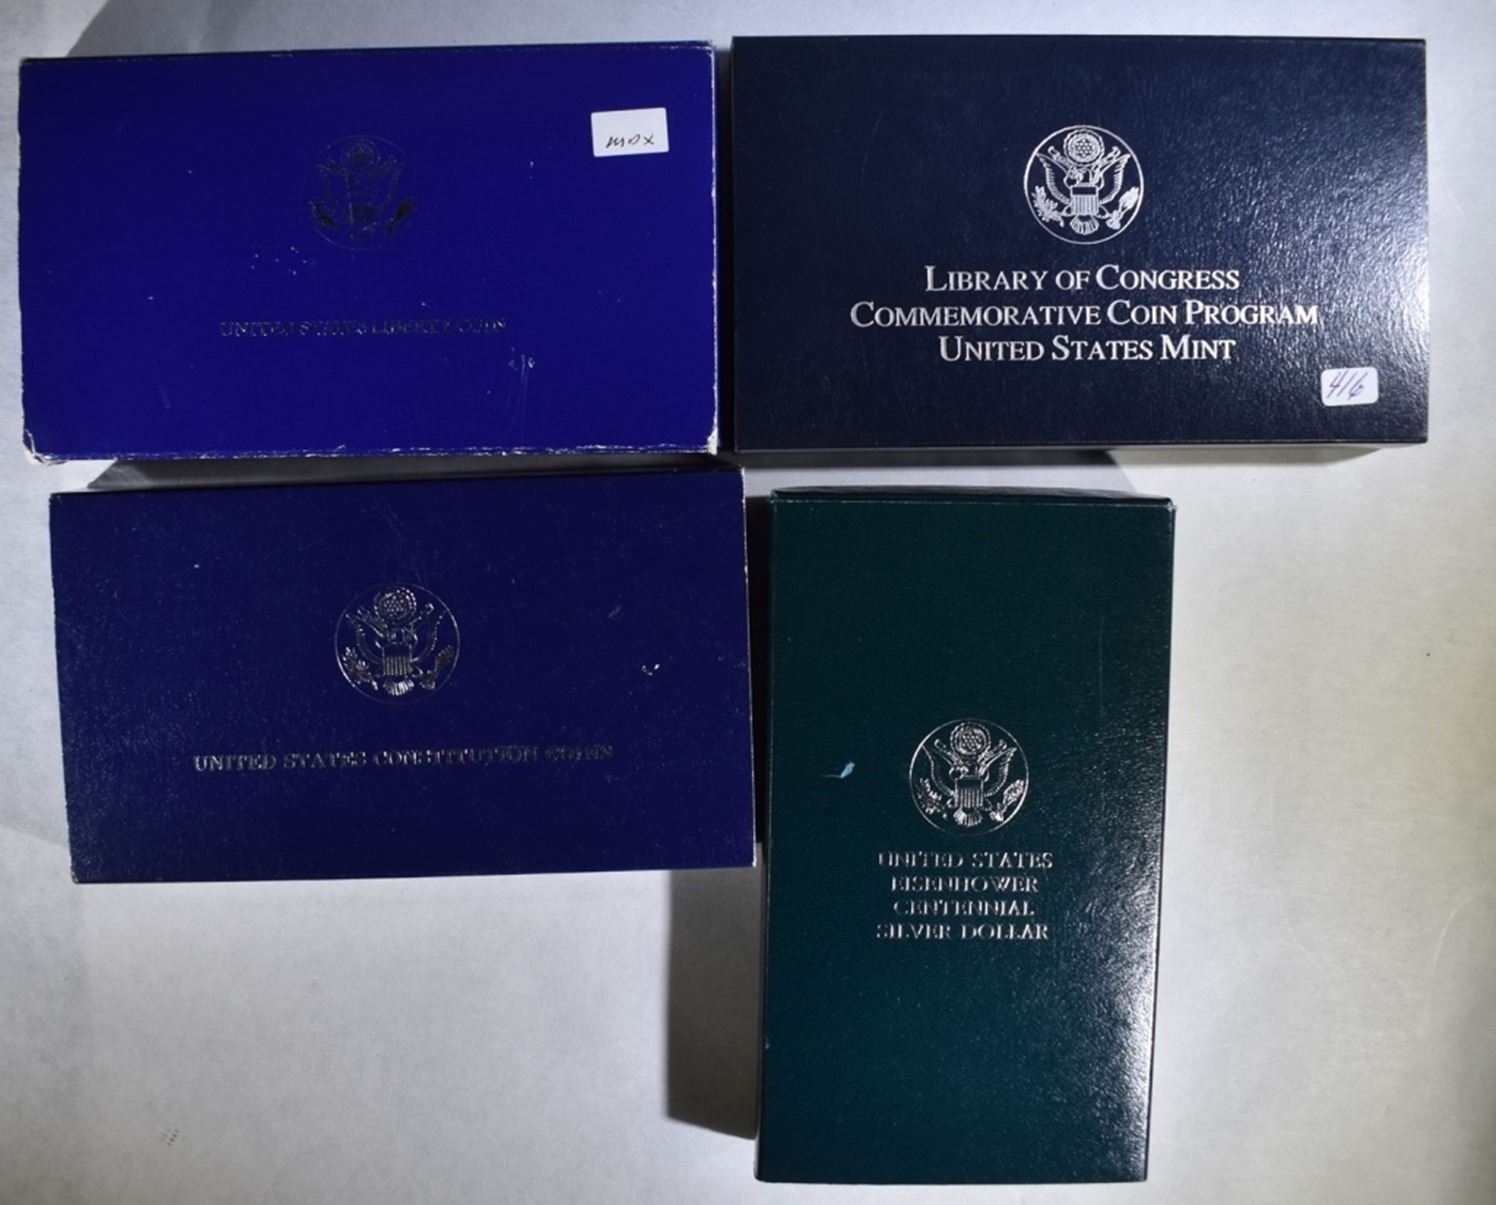 max
UNITED STATES LIBERTY COIN
LIBRARY OF CONGRESS
COMMEMORATIVE COIN PROGRAM
UNITED STATES MINT
416
UNITED STATES CONSTITUTION COINS
UNITED STATES
EISENHOWER
CENTENNIAL
SILVER DOLLAR